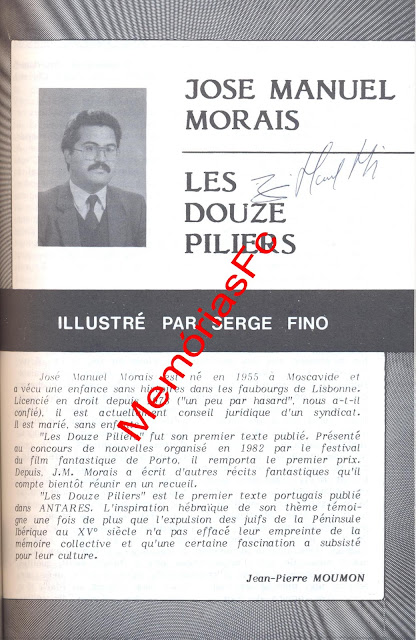 JOSE MANUEL
MORAIS
LES
DOUZE
PILIERS
MemóriasFc
ILLUSTRÉ PAR SERGE FINO
José Manuel Morais est né en 1955 à Moscavide et
a vécu une enfance sans histoires dans les faubourgs de Lisbonne.
Licencié en droit depuis ("un peu par hasard", nous a-t-il
confié), il est actuellement conseil juridique d'un syndicat.
Il est marié, sans enfants.
"Les Douze Piliers" fut son premier texte publié. Présenté
au concours de nouvelles organisé en 1982 par le festival
du film fantastique de Porto, il remporta le premier prix.
Depuis, J.M. Morais a écrit d'autres récits fantastiques qu'il
compte bientôt réunir en un recueil.
"Les Douze Piliers" est le premier texte portugais publié
dans ANTARES. L'inspiration hébraïque de son thème témoi-
gne une fois de plus que l'expulsion des juifs de la Péninsule
Ibérique au XVº siècle n'a pas effacé leur empreinte de la
mémoire collective et qu'une certaine fascination a subsisté
pour leur culture.
Jean-Pierre MOUMON